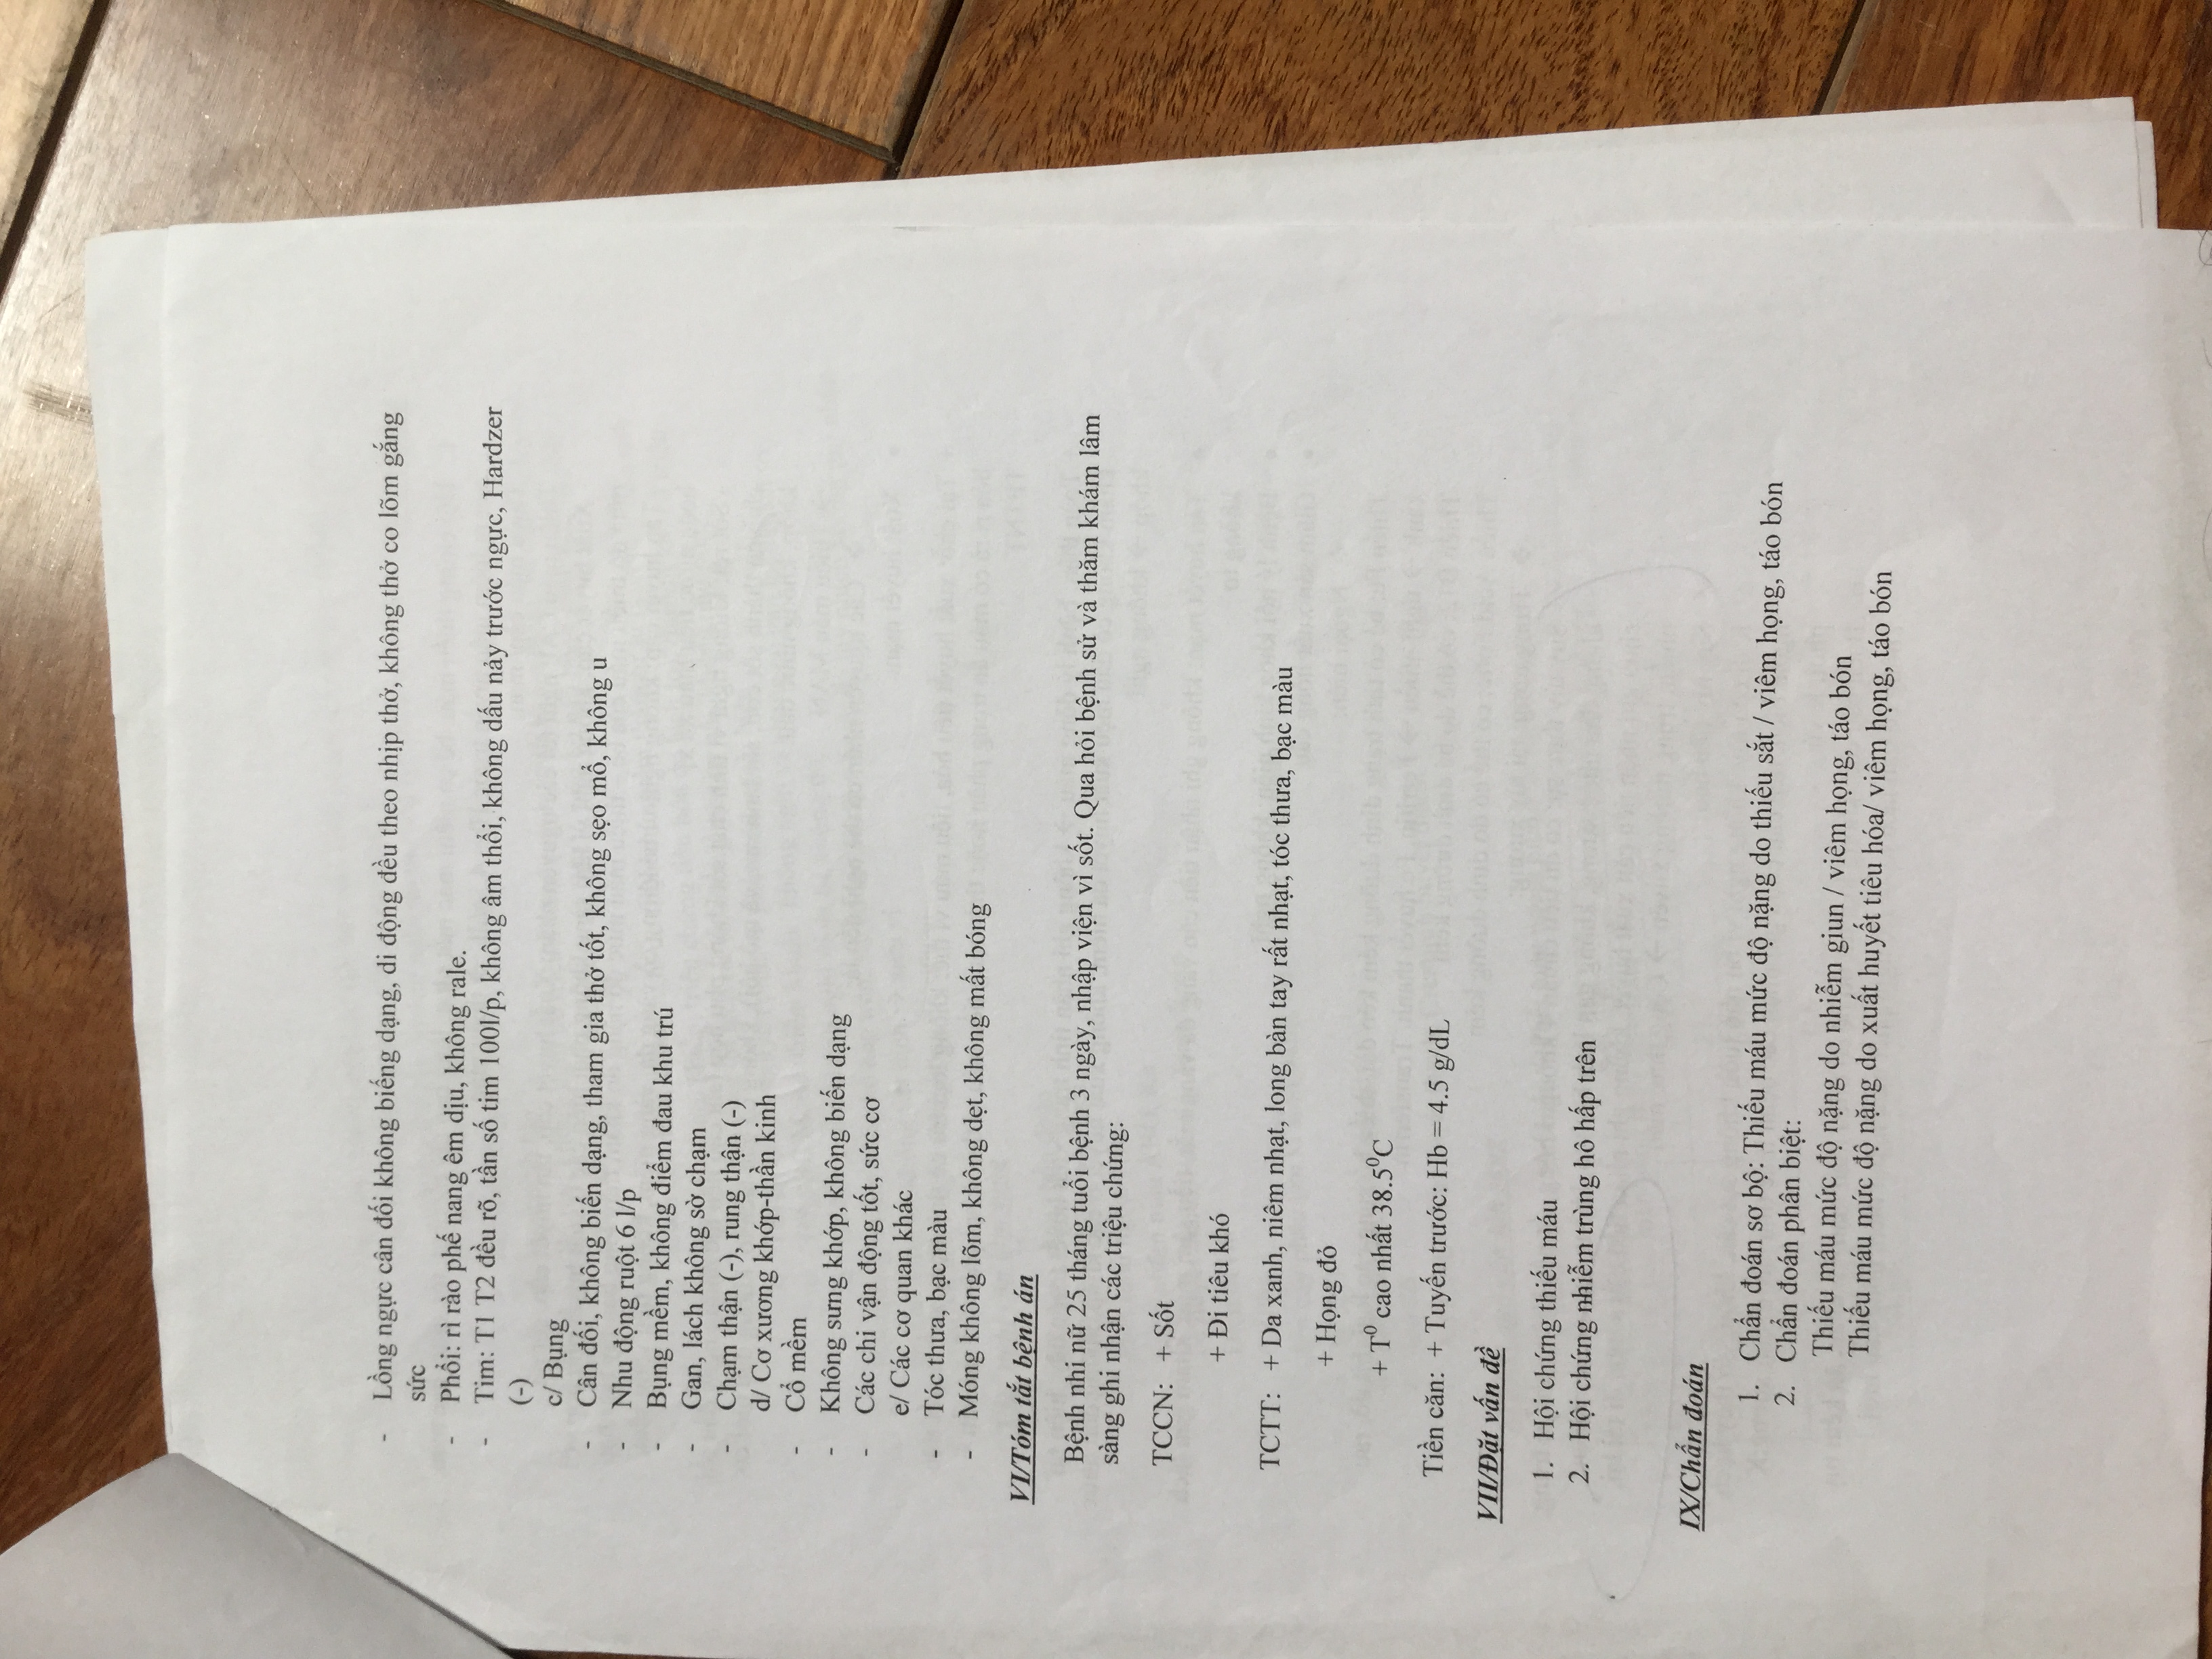 - Lồng ngực cân đối không biếng dạng, di động đều theo nhịp thở, không thở co lõm gắng
sức
- Phổi: rì rào phế nang êm dịu, không rale.
- Tim: T1 T2 đều rõ, tần số tim 100l/p, không âm thổi, không dấu nảy trước ngực, Hardzer
(-)
c/ Bụng
- Cân đối, không biến dạng, tham gia thở tốt, không sẹo mổ, không u
- Nhu động ruột 6 l/p
- Bụng mềm, không điểm đau khu trú
- Gan, lách không sờ chạm
- Chạm thận (-), rung thận (-)
d/ Cơ xương khớp-thần kinh
- Cổ mềm
- Không sưng khớp, không biến dạng
- Các chi vận động tốt, sức cơ
e/ Các cơ quan khác
- Tóc thưa, bạc màu
- Móng không lõm, không dẹt, không mất bóng
VI/Tóm tắt bệnh án
Bệnh nhi nữ 25 tháng tuổi bệnh 3 ngày, nhập viện vì sốt. Qua hỏi bệnh sử và thăm khám lâm
sàng ghi nhận các triệu chứng:
TCCN: + Sốt
+ Đi tiêu khó
TCTT: + Da xanh, niêm nhạt, long bàn tay rất nhạt, tóc thưa, bạc màu
+ Họng đỏ
+ T⁰ cao nhất 38.5⁰C
Tiền căn: + Tuyến trước: Hb = 4.5 g/dL
VII/Đặt vấn đề
1. Hội chứng thiếu máu
2. Hội chứng nhiễm trùng hô hấp trên
IX/Chẩn đoán
1. Chẩn đoán sơ bộ: Thiếu máu mức độ nặng do thiếu sắt / viêm họng, táo bón
2. Chẩn đoán phân biệt:
Thiếu máu mức độ nặng do nhiễm giun / viêm họng, táo bón
Thiếu máu mức độ nặng do xuất huyết tiêu hóa/ viêm họng, táo bón